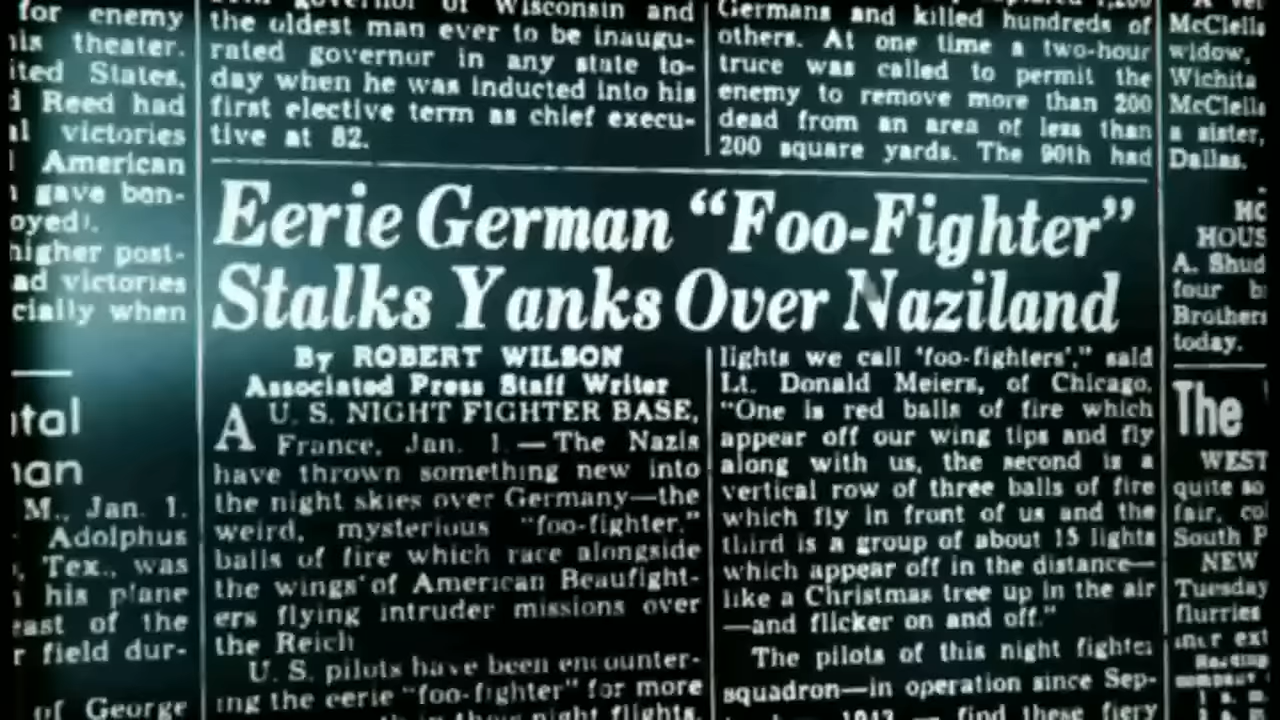 for enemy
his theater.
ited States,
d Reed had
al victories
American
gave bon-
oyed).
higher post-
ad victories
cially when
ntal
nan
M., Jan. 1.
Adolphus
Tex., was
his plane
east of the
r field dur-
of George
governor of Wisconsin and
the oldest man ever to be inaugu-
rated governor in any state to-
day when he was inducted into his
first elective term as chief execu-
tive at 82.
Germans and killed hundreds of
others. At one time a two-hour
truce was called to permit the
enemy to remove more than 200
dead from an area of less than
200 square yards. The 90th had
Eerie German “Foo-Fighter”
Stalks Yanks Over Naziland
By ROBERT WILSON
Associated Press Staff Writer
A U. S. NIGHT FIGHTER BASE,
France, Jan. 1.—The Nazis
have thrown something new into
the night skies over Germany—the
weird, mysterious "foo-fighter,"
balls of fire which race alongside
the wings of American Beaufight-
ers flying intruder missions over
the Reich
U. S. pilots have been encounter-
ing the eerie "foo-fighter" for more
in their night flights,
lights we call 'foo-fighters'," said
Lt. Donald Meiers, of Chicago,
"One is red balls of fire which
appear off our wing tips and fly
along with us, the second is a
vertical row of three balls of fire
which fly in front of us and the
third is a group of about 15 lights
which appear off in the distance—
like a Christmas tree up in the air
—and flicker on and off."
The pilots of this night fighter
squadron—in operation since Sep-
1943 — find these fiery
McClella
widow,
Wichita
McClella
a sister,
Dallas.
HOUS
A. Shud
four
Brothers
today.
The
WEST
quite so
fair, col
South P
NEW
Tuesday
flurries